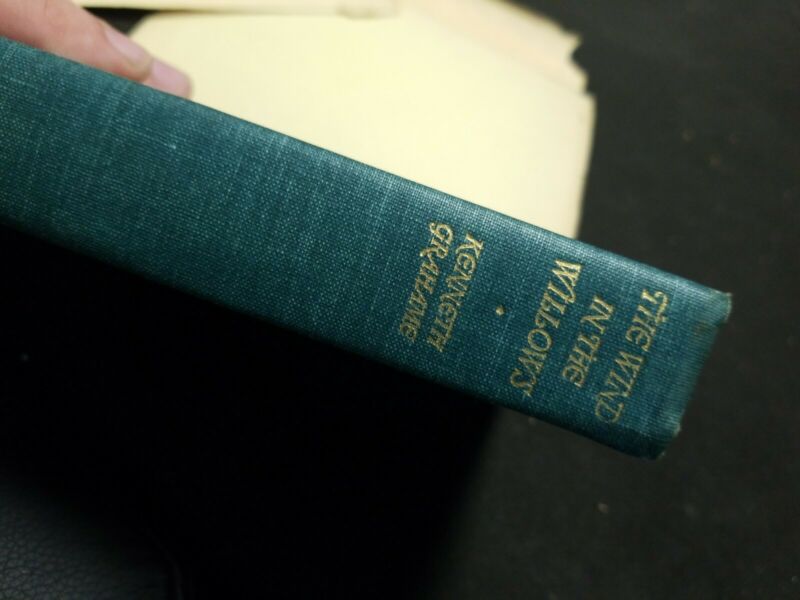 THE WIND
IN THE
WILLOWS
KENNETH
GRAHAME